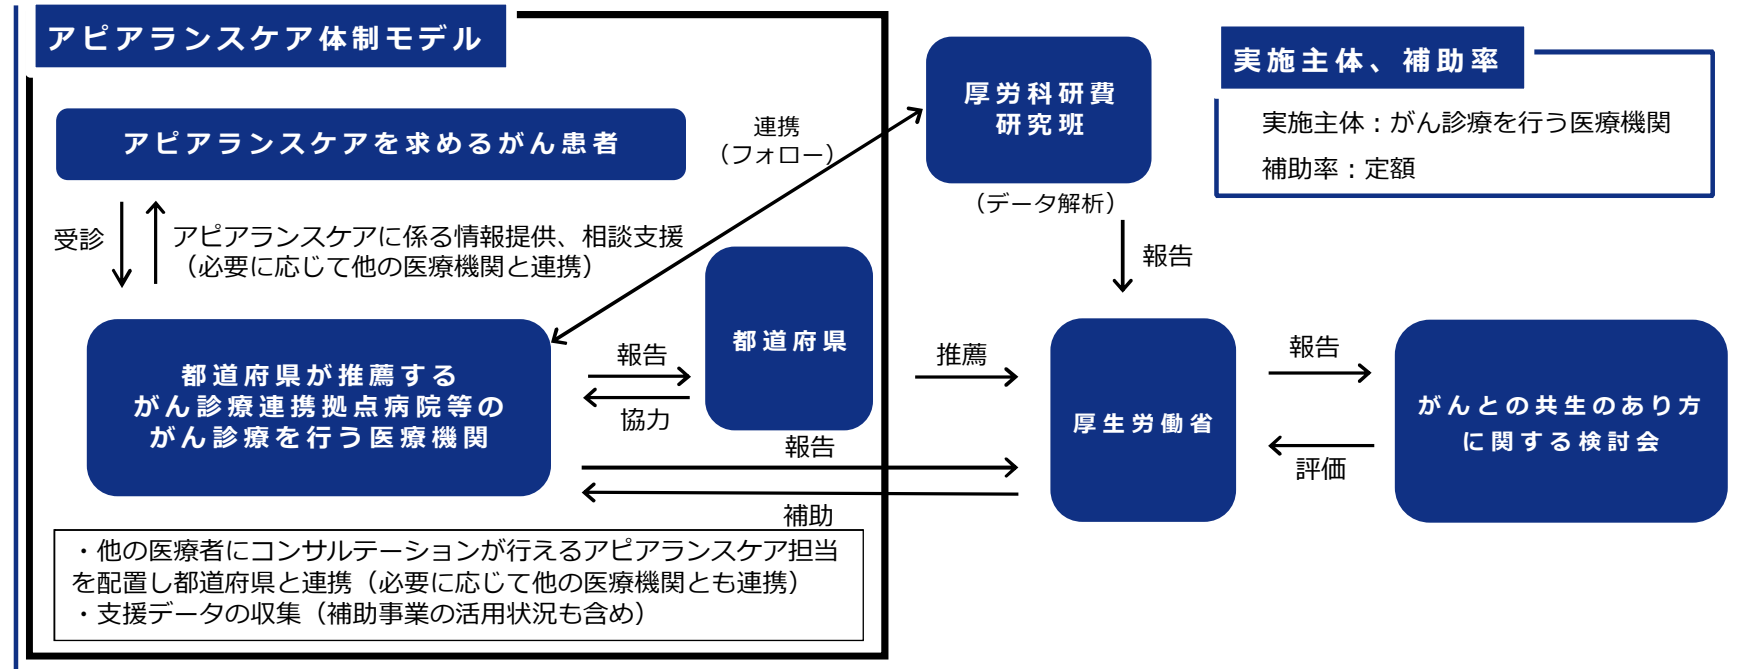 アピアランスケア体制モデル
アピアランスケアを求めるがん患者
受診
アピアランスケアに係る情報提供、相談支援
（必要に応じて他の医療機関と連携）
都道府県が推薦する
がん診療連携拠点病院等の
がん診療を行う医療機関
報告
協力
都道府県
連携
（フォロー）
報告
補助
・他の医療者にコンサルテーションが行えるアピアランスケア担当
を配置し都道府県と連携（必要に応じて他の医療機関とも連携）
・支援データの収集（補助事業の活用状況も含め）
厚労科研費
研究班
（データ解析）
報告
推薦
厚生労働省
報告
評価
がんとの共生のあり方
に関する検討会
実施主体、補助率
実施主体：がん診療を行う医療機関
補助率：定額